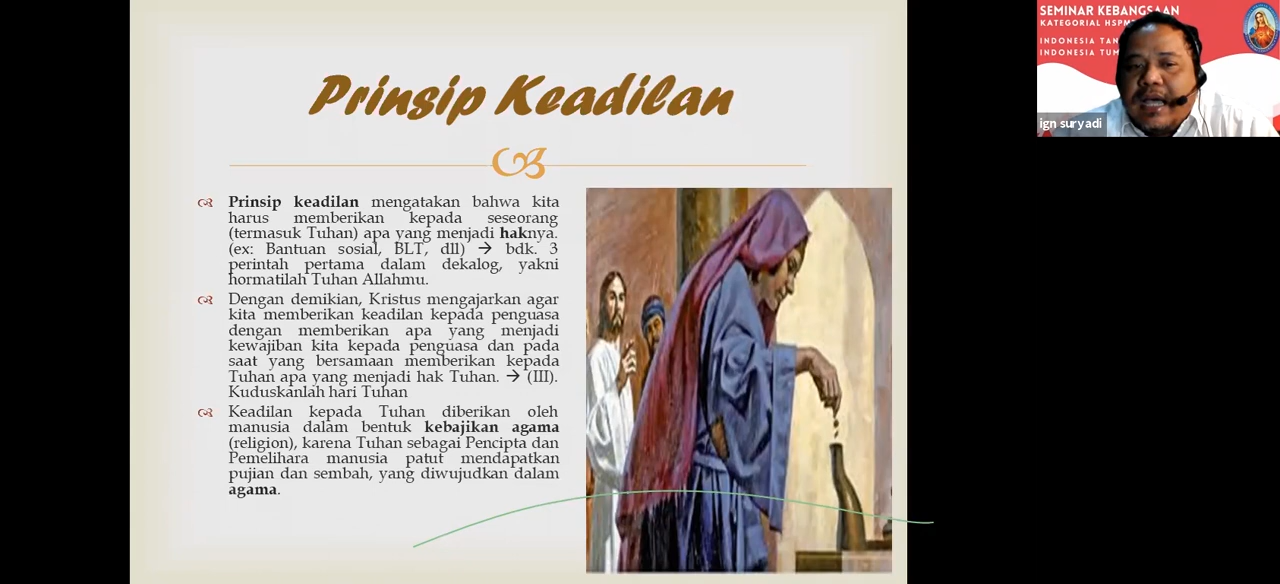 Prinsip Keadilan
Prinsip keadilan mengatakan bahwa kita
harus memberikan kepada seseorang
(termasuk Tuhan) apa yang menjadi haknya.
(ex: Bantuan sosial, BLT, dll) → bdk. 3
perintah pertama dalam dekalog, yakni
hormatilah Tuhan Allahmu.
Dengan demikian, Kristus mengajarkan agar
kita memberikan keadilan kepada penguasa
dengan memberikan apa yang menjadi
kewajiban kita kepada penguasa dan pada
saat yang bersamaan memberikan kepada
Tuhan apa yang menjadi hak Tuhan. → (III).
Kuduskanlah hari Tuhan
Keadilan kepada Tuhan diberikan oleh
manusia dalam bentuk kebajikan agama
(religion), karena Tuhan sebagai Pencipta dan
Pemelihara manusia patut mendapatkan
pujian dan sembah, yang diwujudkan dalam
agama.
SEMINAR KEBANGSAAN
KATEGORIAL
INDONESIA
INDONESIA
ign suryadi